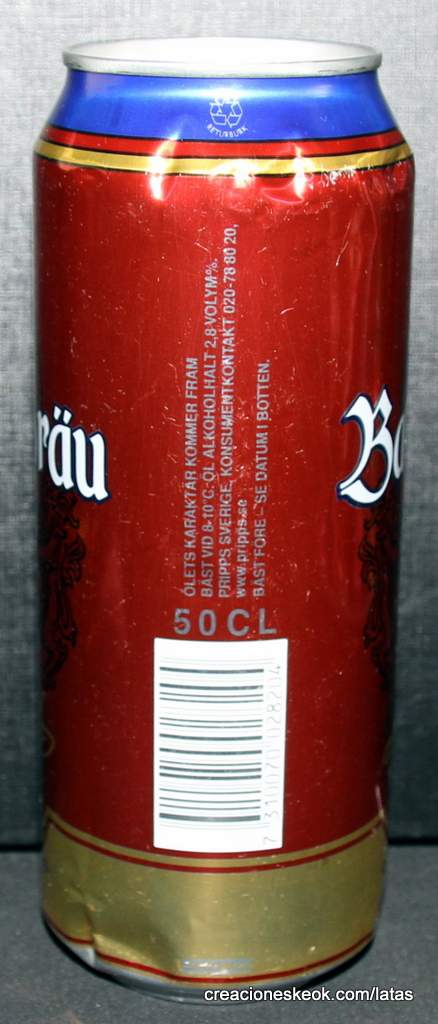 RETURBURK
räu
Ba
ÖLETS KARAKTÄR KOMMER FRAM
BÄST VID 8-10°C. ÖL ALKOHOLHALT 2,8 VOLYM%.
PRIPPS SVERIGE, KONSUMENTKONTAKT 020-78 80 20,
www.pripps.se
BÄST FÖRE - SE DATUM I BOTTEN.
50CL
creacioneskeok.com/latas